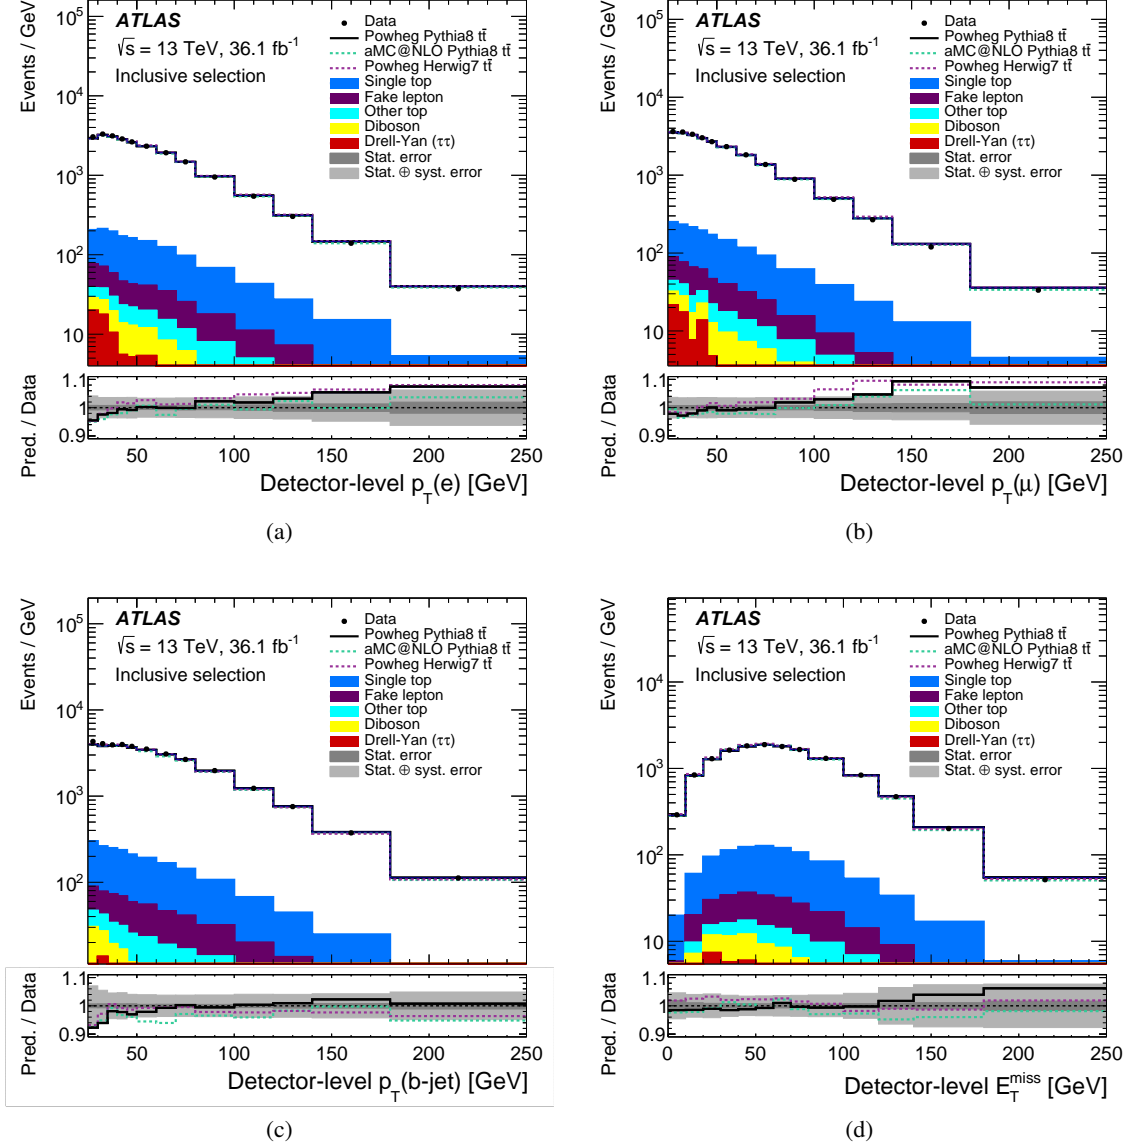 ATLAS
√s = 13 TeV, 36.1 fb⁻¹
Inclusive selection
Data
Powheg Pythia8 tt̄
aMC@NLO Pythia8 tt̄
Powheg Herwig7 tt̄
Single top
Fake lepton
Other top
Diboson
Drell-Yan (ττ)
Stat. error
Stat. ⊕ syst. error
Events / GeV
10⁵
10⁴
10³
10²
10
Pred. / Data
1.1
1
0.9
50 100 150 200 250
Detector-level p_T(e) [GeV]
(a)
ATLAS
√s = 13 TeV, 36.1 fb⁻¹
Inclusive selection
Data
Powheg Pythia8 tt̄
aMC@NLO Pythia8 tt̄
Powheg Herwig7 tt̄
Single top
Fake lepton
Other top
Diboson
Drell-Yan (ττ)
Stat. error
Stat. ⊕ syst. error
Events / GeV
10⁵
10⁴
10³
10²
10
Pred. / Data
1.1
1
0.9
50 100 150 200 250
Detector-level p_T(μ) [GeV]
(b)
ATLAS
√s = 13 TeV, 36.1 fb⁻¹
Inclusive selection
Data
Powheg Pythia8 tt̄
aMC@NLO Pythia8 tt̄
Powheg Herwig7 tt̄
Single top
Fake lepton
Other top
Diboson
Drell-Yan (ττ)
Stat. error
Stat. ⊕ syst. error
Events / GeV
10⁵
10⁴
10³
10²
Pred. / Data
1.1
1
0.9
50 100 150 200 250
Detector-level p_T(b-jet) [GeV]
(c)
ATLAS
√s = 13 TeV, 36.1 fb⁻¹
Inclusive selection
Data
Powheg Pythia8 tt̄
aMC@NLO Pythia8 tt̄
Powheg Herwig7 tt̄
Single top
Fake lepton
Other top
Diboson
Drell-Yan (ττ)
Stat. error
Stat. ⊕ syst. error
Events / GeV
10⁴
10³
10²
10
Pred. / Data
1.1
1
0.9
0 50 100 150 200 250
Detector-level E_T^miss [GeV]
(d)